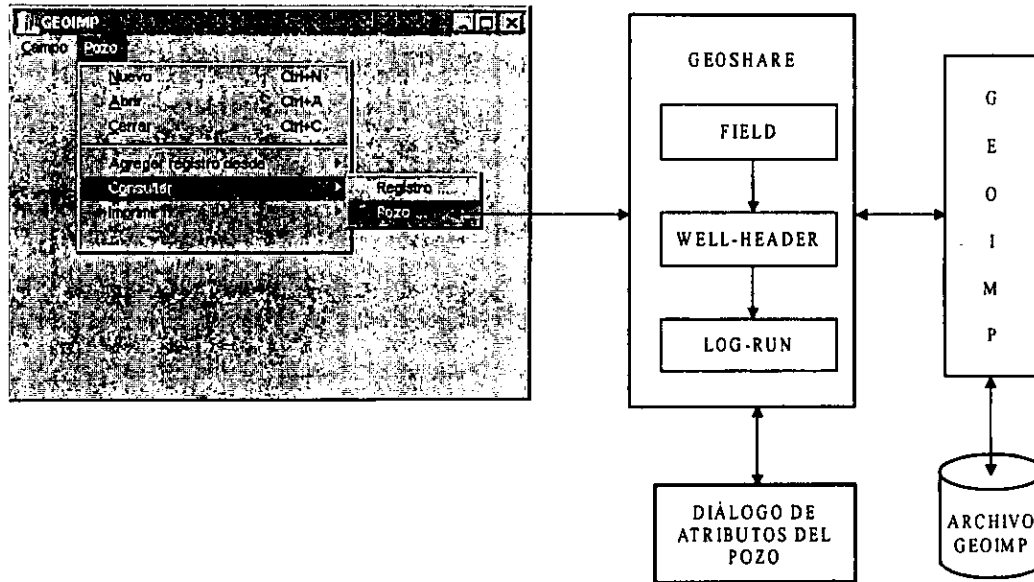 GEOIMP
Campo Pozo
Nuevo Ctrl+N
Abrir Ctrl+A
Cerrar Ctrl+C
Agregar registro desde
Consultar
Imprimir
Registro ...
Pozo ...
GEOSHARE
FIELD
WELL-HEADER
LOG-RUN
DIÁLOGO DE
ATRIBUTOS DEL
POZO
G
E
O
I
M
P
ARCHIVO
GEOIMP